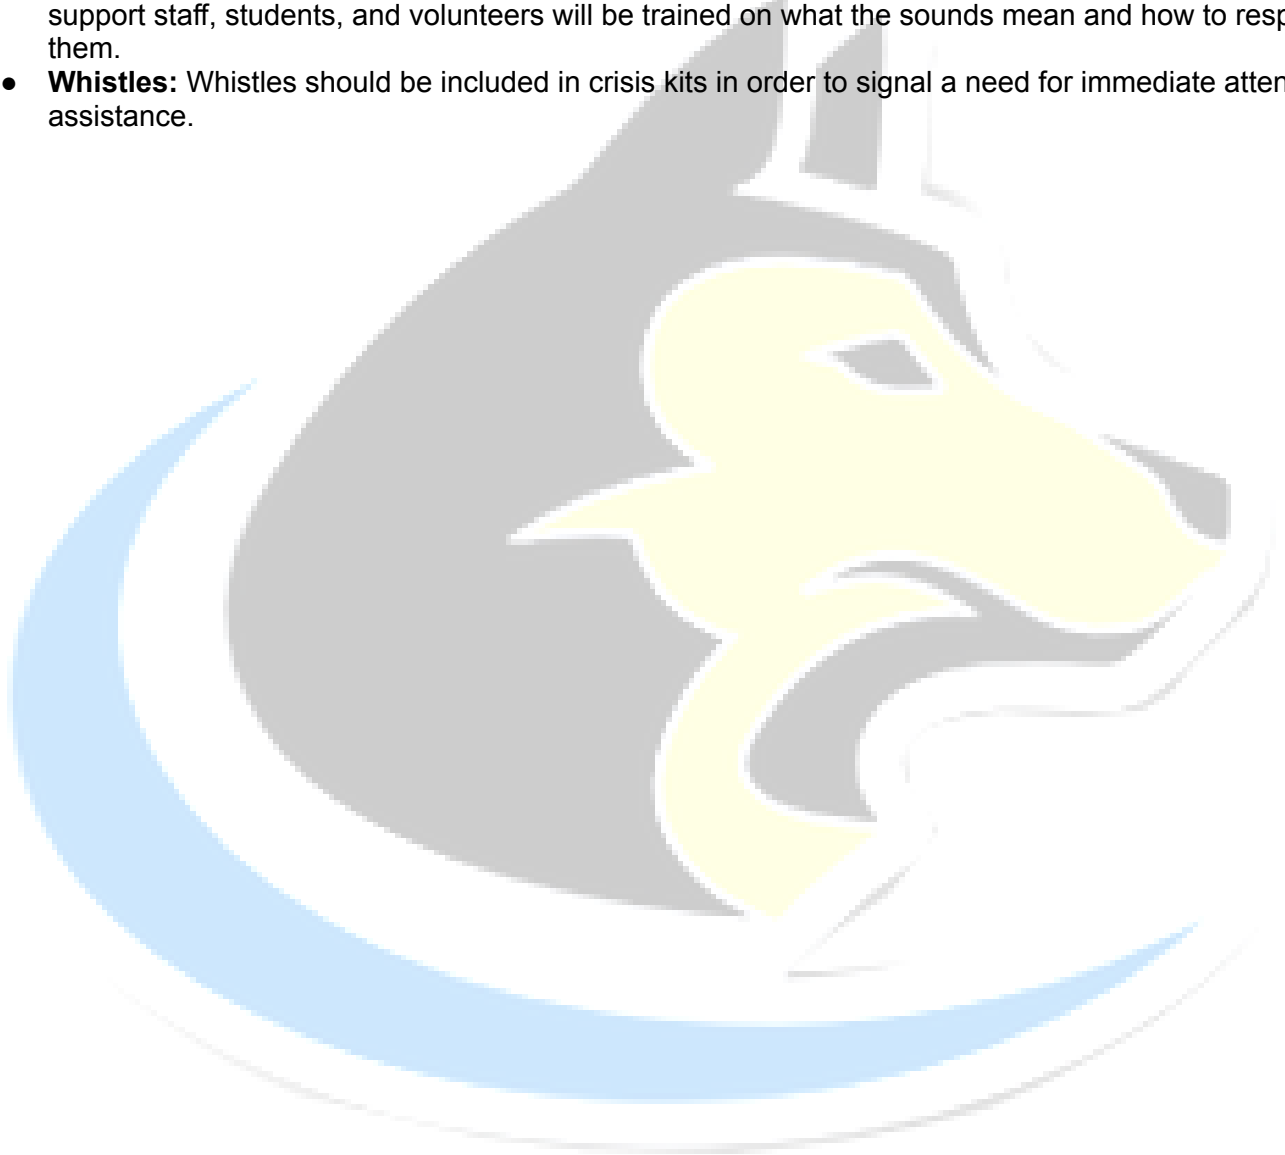 support staff, students, and volunteers will be trained on what the sounds mean and how to resp
them.
● Whistles: Whistles should be included in crisis kits in order to signal a need for immediate atten
assistance.